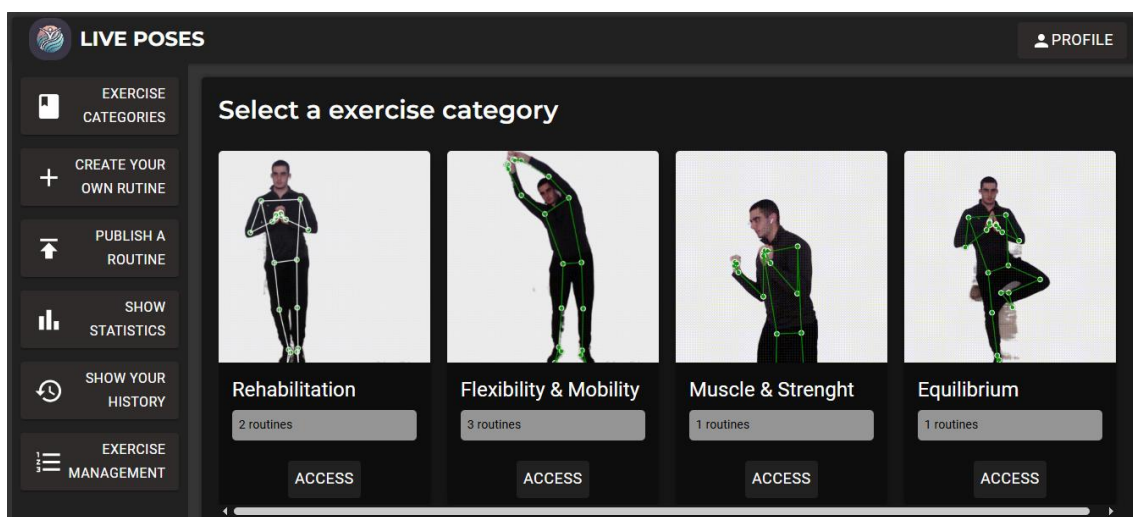 LIVE POSES
PROFILE
EXERCISE
CATEGORIES
CREATE YOUR
OWN RUTINE
PUBLISH A
ROUTINE
SHOW
STATISTICS
SHOW YOUR
HISTORY
EXERCISE
MANAGEMENT
Select a exercise category
Rehabilitation
2 routines
ACCESS
Flexibility & Mobility
3 routines
ACCESS
Muscle & Strenght
1 routines
ACCESS
Equilibrium
1 routines
ACCESS